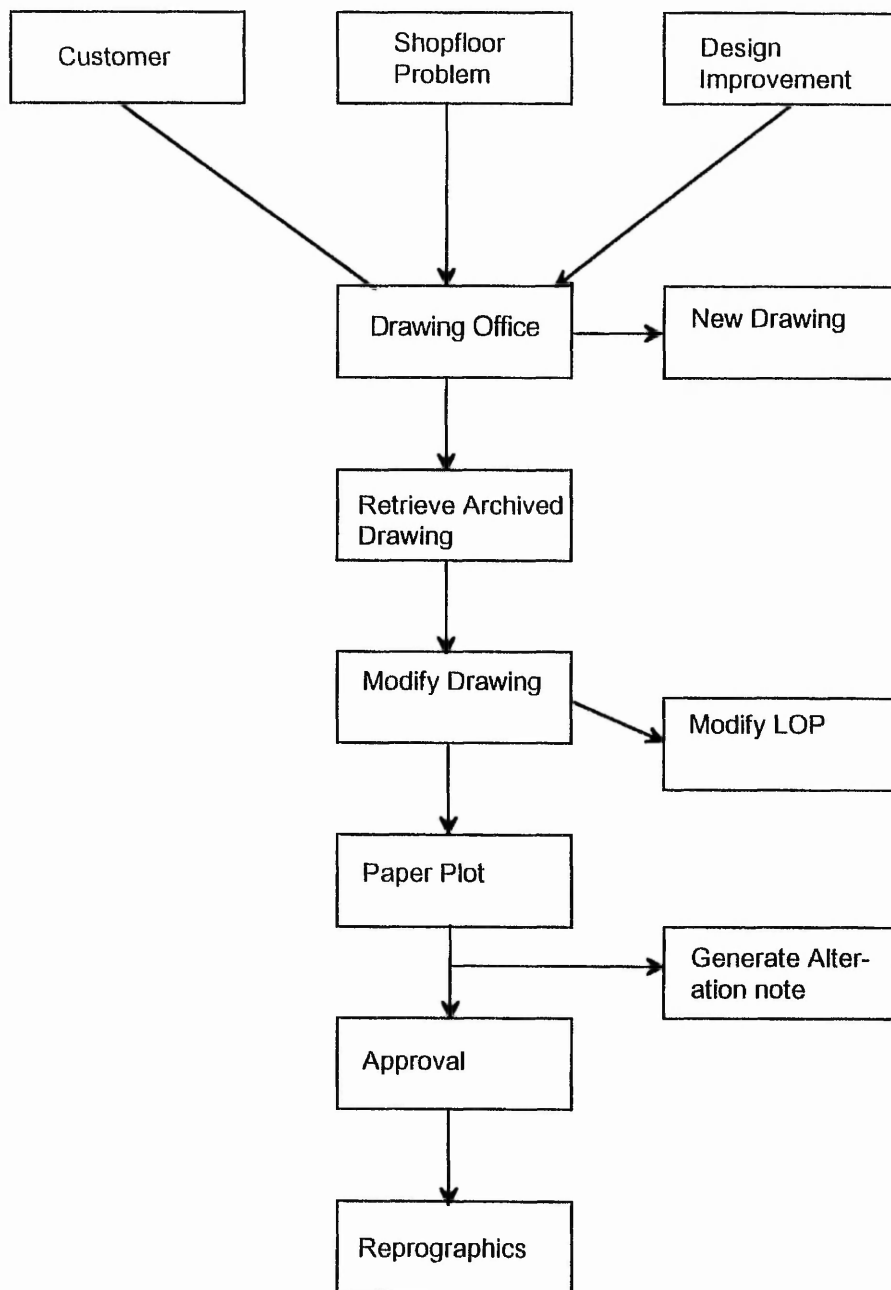 Customer
Shopfloor
Problem
Design
Improvement
Drawing Office
New Drawing
Retrieve Archived
Drawing
Modify Drawing
Modify LOP
Paper Plot
Generate Alter-
ation note
Approval
Reprographics